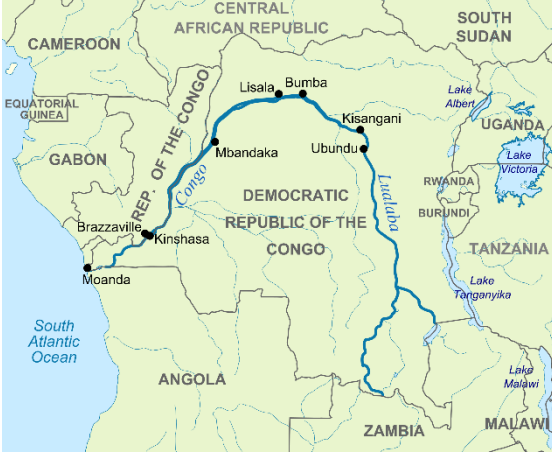 CENTRAL
AFRICAN REPUBLIC
SOUTH
SUDAN
CAMEROON
Lisala
Bumba
Lake
Albert
EQUATORIAL
GUINEA
REP. OF THE CONGO
Kisangani
UGANDA
GABON
Mbandaka
Ubundu
Lake
Victoria
Congo
Lualaba
RWANDA
DEMOCRATIC
REPUBLIC OF THE
CONGO
BURUNDI
Brazzaville
Kinshasa
TANZANIA
Moanda
Lake
Tanganyika
South
Atlantic
Ocean
ANGOLA
Lake
Malawi
ZAMBIA
MALAWI